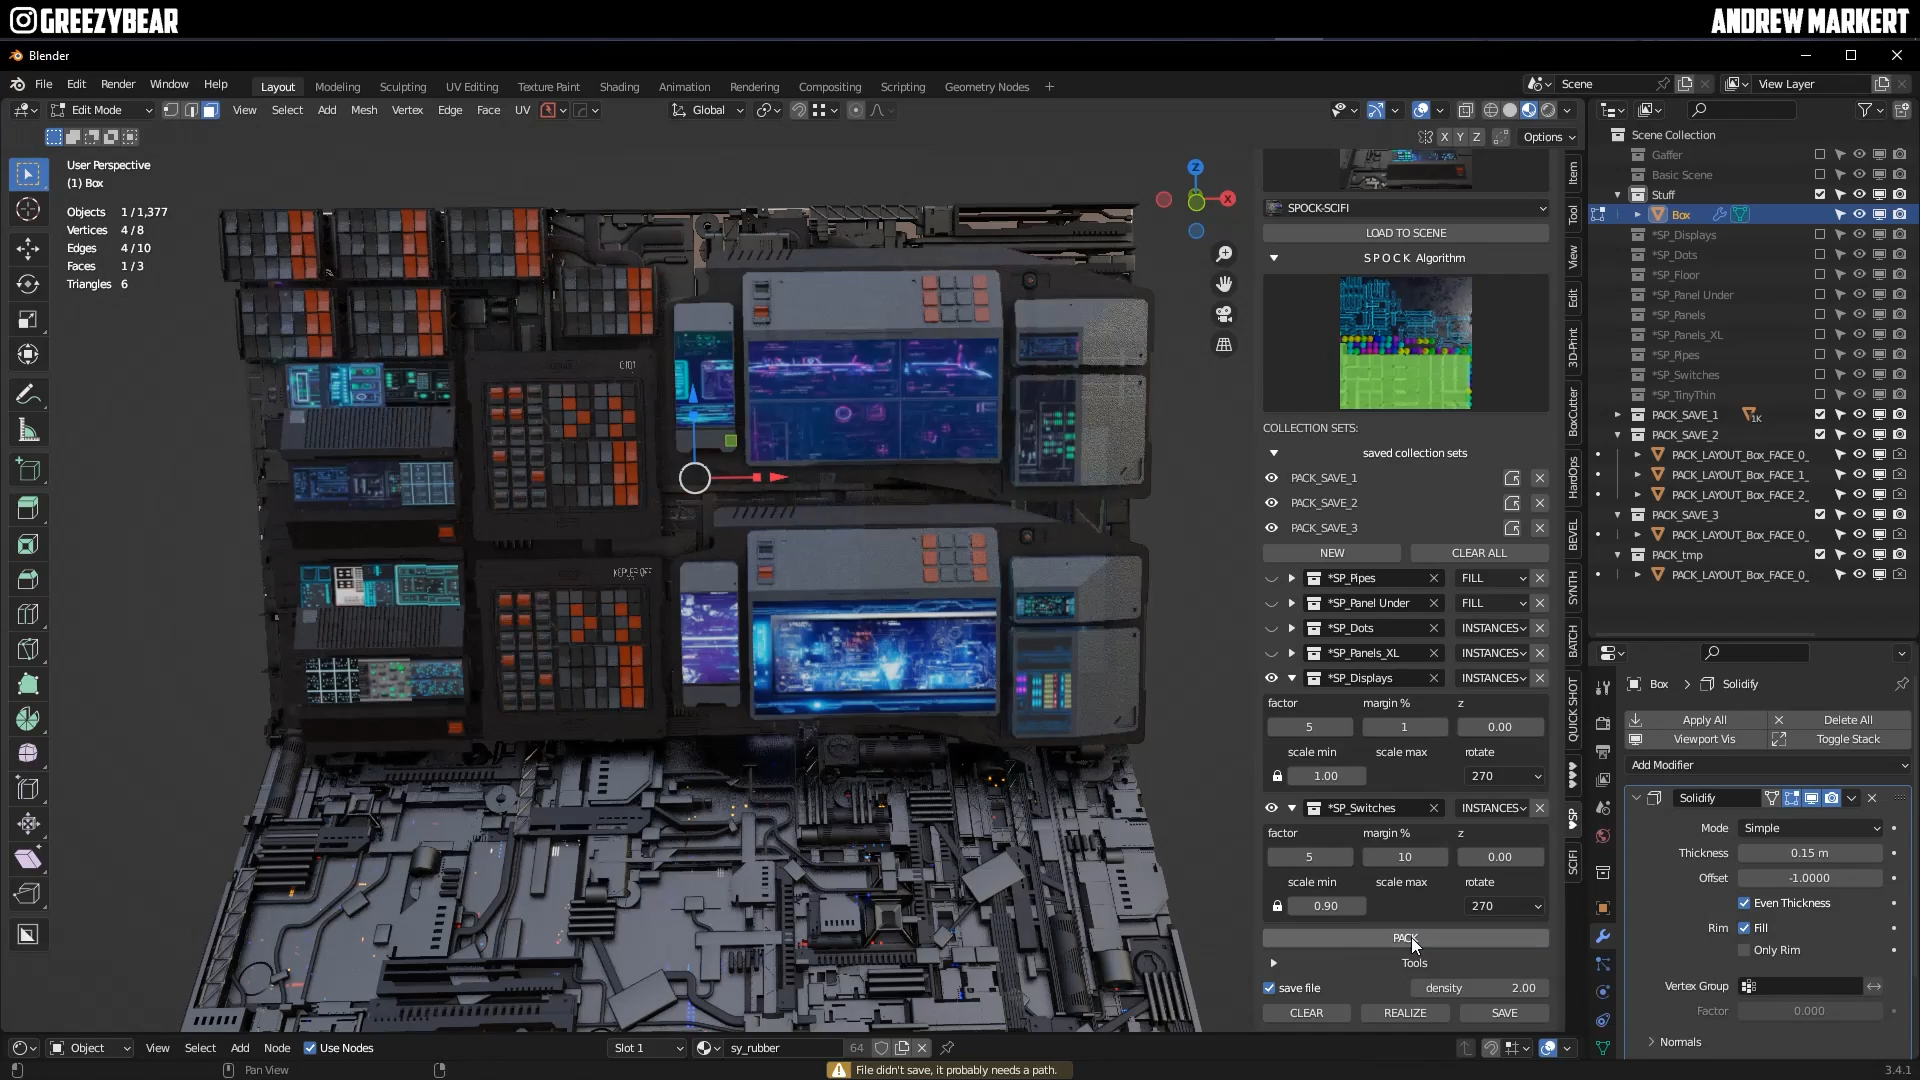 GREEZYBEAR ANDREW MARKERT
Blender
File Edit Render Window Help Layout Modeling Sculpting UV Editing Texture Paint Shading Animation Rendering Compositing Scripting Geometry Nodes + Scene View Layer
Edit Mode View Select Add Mesh Vertex Edge Face UV Global
X Y Z Options
User Perspective
(1) Box
Objects 1 / 1,377
Vertices 4 / 8
Edges 4 / 10
Faces 1 / 3
Triangles 6
Z
X
SPOCK-SCIFI
LOAD TO SCENE
S P O C K Algorithm
COLLECTION SETS:
saved collection sets
PACK_SAVE_1
PACK_SAVE_2
PACK_SAVE_3
NEW CLEAR ALL
*SP_Pipes FILL
*SP_Panel Under FILL
*SP_Dots INSTANCES
*SP_Panels_XL INSTANCES
*SP_Displays INSTANCES
factor margin % z
5 1 0.00
scale min scale max rotate
1.00 270
*SP_Switches INSTANCES
factor margin % z
5 10 0.00
scale min scale max rotate
0.90 270
PACK
Tools
save file density 2.00
CLEAR REALIZE SAVE
Item
Tool
View
Edit
3D-Print
BoxCutter
HardOps
BEVEL
SYNTH
BATCH
QUICK SHOT
♥♥♥
♥SP
SCIFI
Scene Collection
Gaffer
Basic Scene
Stuff
Box
*SP_Displays
*SP_Dots
*SP_Floor
*SP_Panel Under
*SP_Panels
*SP_Panels_XL
*SP_Pipes
*SP_Switches
*SP_TinyThin
PACK_SAVE_1 1K
PACK_SAVE_2
PACK_LAYOUT_Box_FACE_0_
PACK_LAYOUT_Box_FACE_1_
PACK_LAYOUT_Box_FACE_2_
PACK_SAVE_3
PACK_LAYOUT_Box_FACE_0_
PACK_tmp
PACK_LAYOUT_Box_FACE_0_
Box > Solidify
Apply All Delete All
Viewport Vis Toggle Stack
Add Modifier
Solidify
Mode Simple
Thickness 0.15 m
Offset -1.0000
Even Thickness
Rim Fill
Only Rim
Vertex Group
Factor 0.000
Normals
Object View Select Add Node Use Nodes Slot 1 sy_rubber 64
Pan View File didn't save, it probably needs a path. 3.4.1